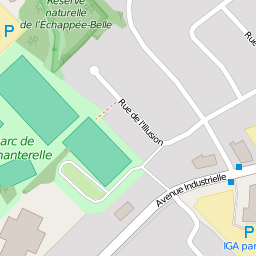 Réserve
naturelle
de l'Échappée-Belle
P
Rue de l'Illusion
arc de
hanterelle
Avenue Industrielle
P
IGA par